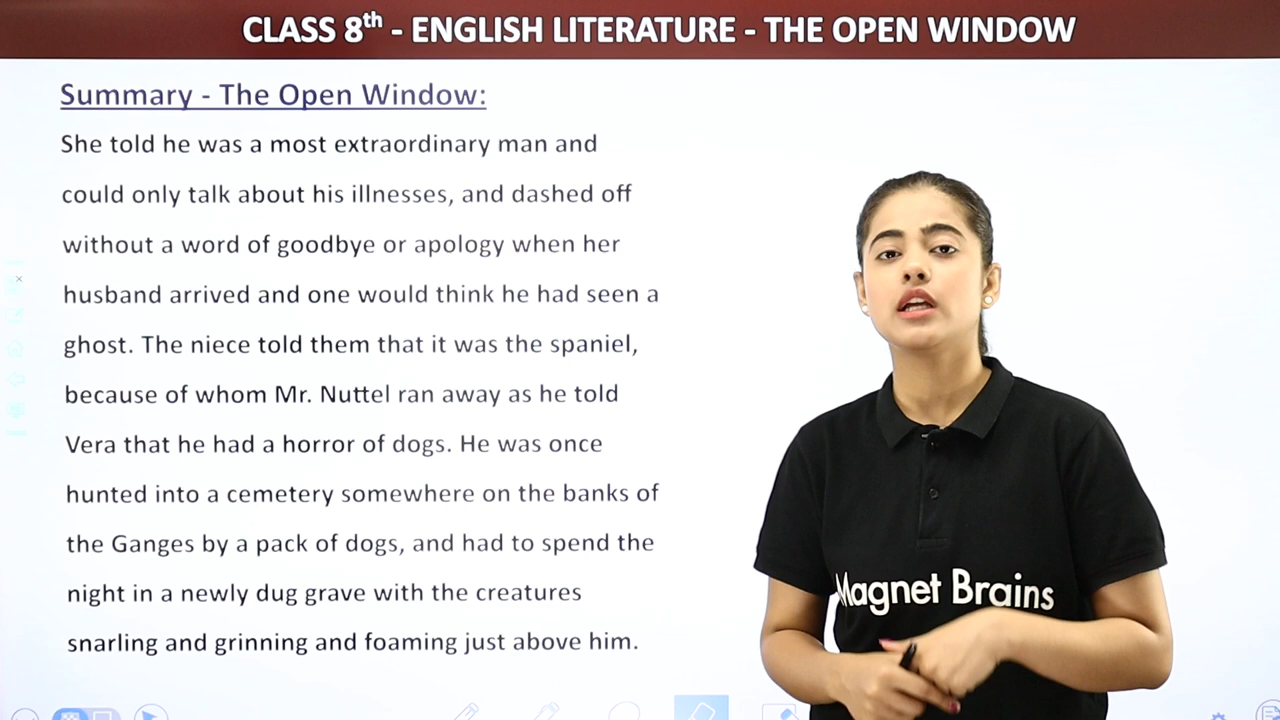 CLASS 8th - ENGLISH LITERATURE - THE OPEN WINDOW
Summary - The Open Window:
She told he was a most extraordinary man and
could only talk about his illnesses, and dashed off
without a word of goodbye or apology when her
husband arrived and one would think he had seen a
ghost. The niece told them that it was the spaniel,
because of whom Mr. Nuttel ran away as he told
Vera that he had a horror of dogs. He was once
hunted into a cemetery somewhere on the banks of
the Ganges by a pack of dogs, and had to spend the
night in a newly dug grave with the creatures
snarling and grinning and foaming just above him.
Magnet Brains